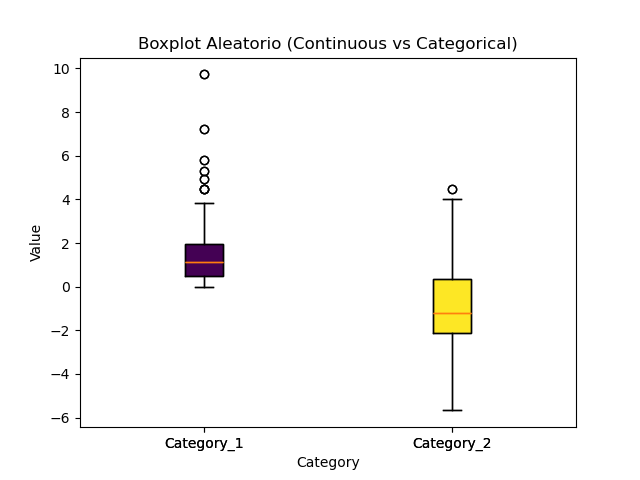 Boxplot Aleatorio (Continuous vs Categorical)
10
8
6
4
2
0
−2
−4
−6
Value
Category_1
Category_2
Category